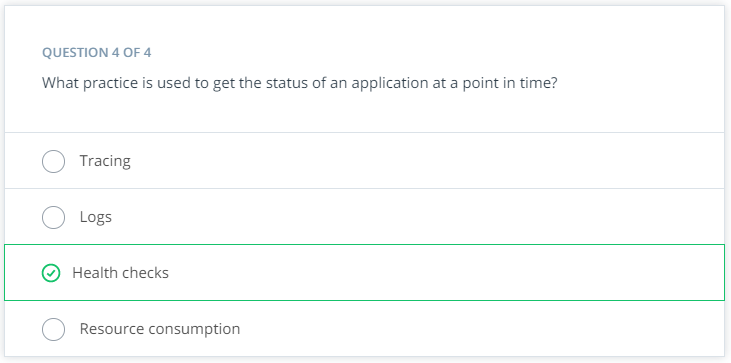 QUESTION 4 OF 4
What practice is used to get the status of an application at a point in time?
Tracing
Logs
Health checks
Resource consumption